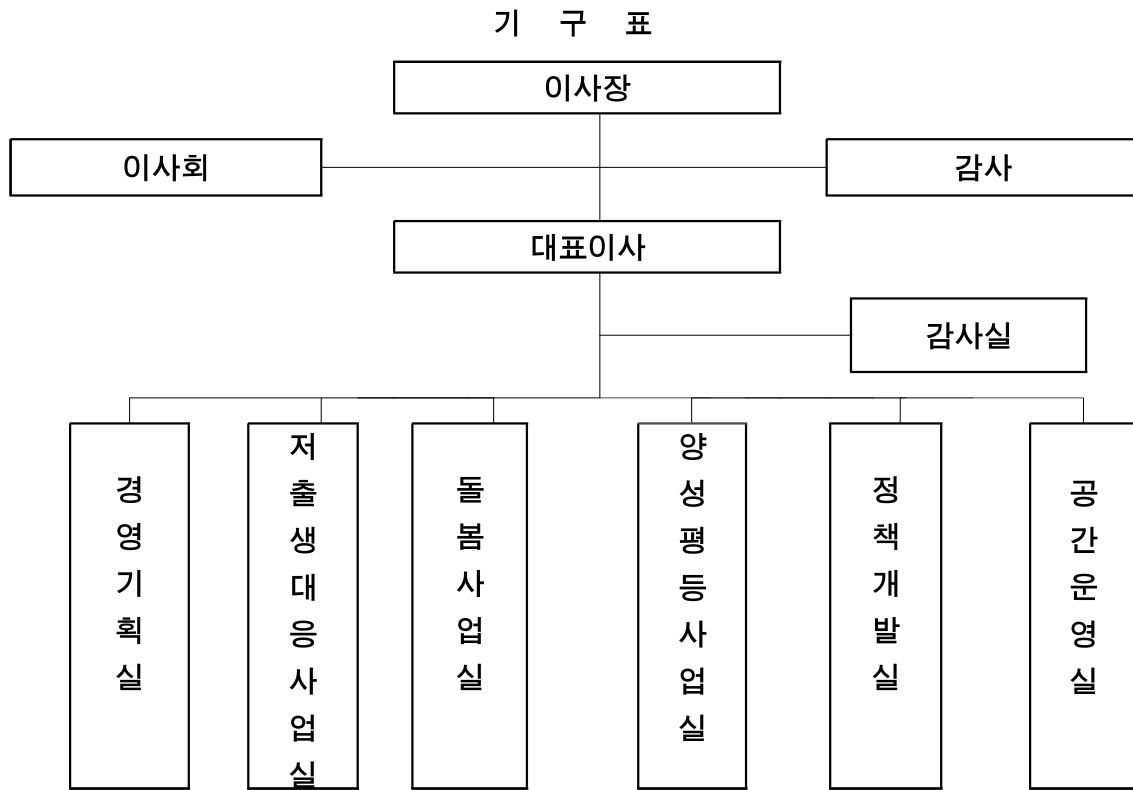 기 구 표
이사장
이사회
감사
대표이사
감사실
경영기획실
저출생대응사업실
돌봄사업실
양성평등사업실
정책개발실
공간운영실